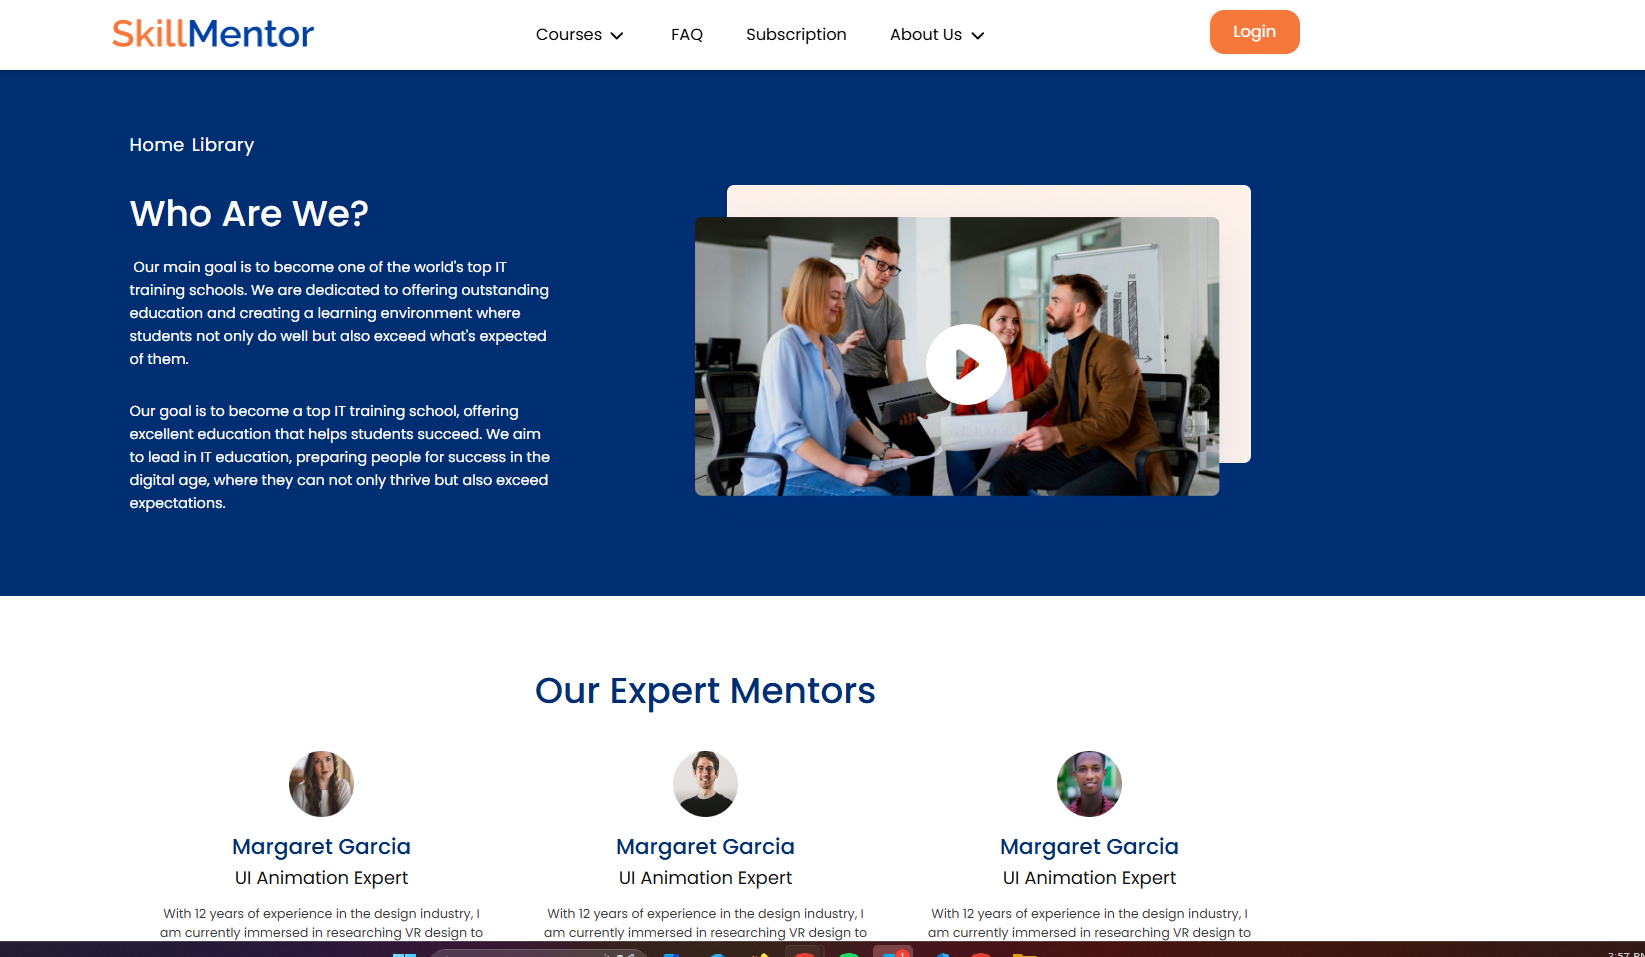 SkillMentor
Courses
FAQ
Subscription
About Us
Login
Home Library
Who Are We?
Our main goal is to become one of the world's top IT
training schools. We are dedicated to offering outstanding
education and creating a learning environment where
students not only do well but also exceed what's expected
of them.
Our goal is to become a top IT training school, offering
excellent education that helps students succeed. We aim
to lead in IT education, preparing people for success in the
digital age, where they can not only thrive but also exceed
expectations.
Our Expert Mentors
Margaret Garcia
UI Animation Expert
With 12 years of experience in the design industry, I
am currently immersed in researching VR design to
Margaret Garcia
UI Animation Expert
With 12 years of experience in the design industry, I
am currently immersed in researching VR design to
Margaret Garcia
UI Animation Expert
With 12 years of experience in the design industry, I
am currently immersed in researching VR design to